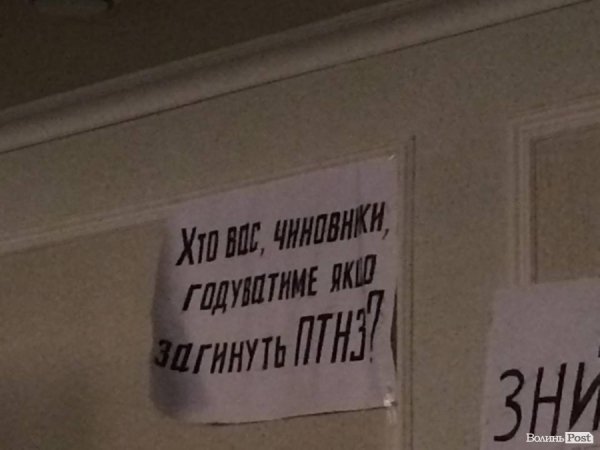 Хто вас, чиновники,
годуватиме якщо
загинуть ПТНЗ?
ЗНИ
Волинь Post